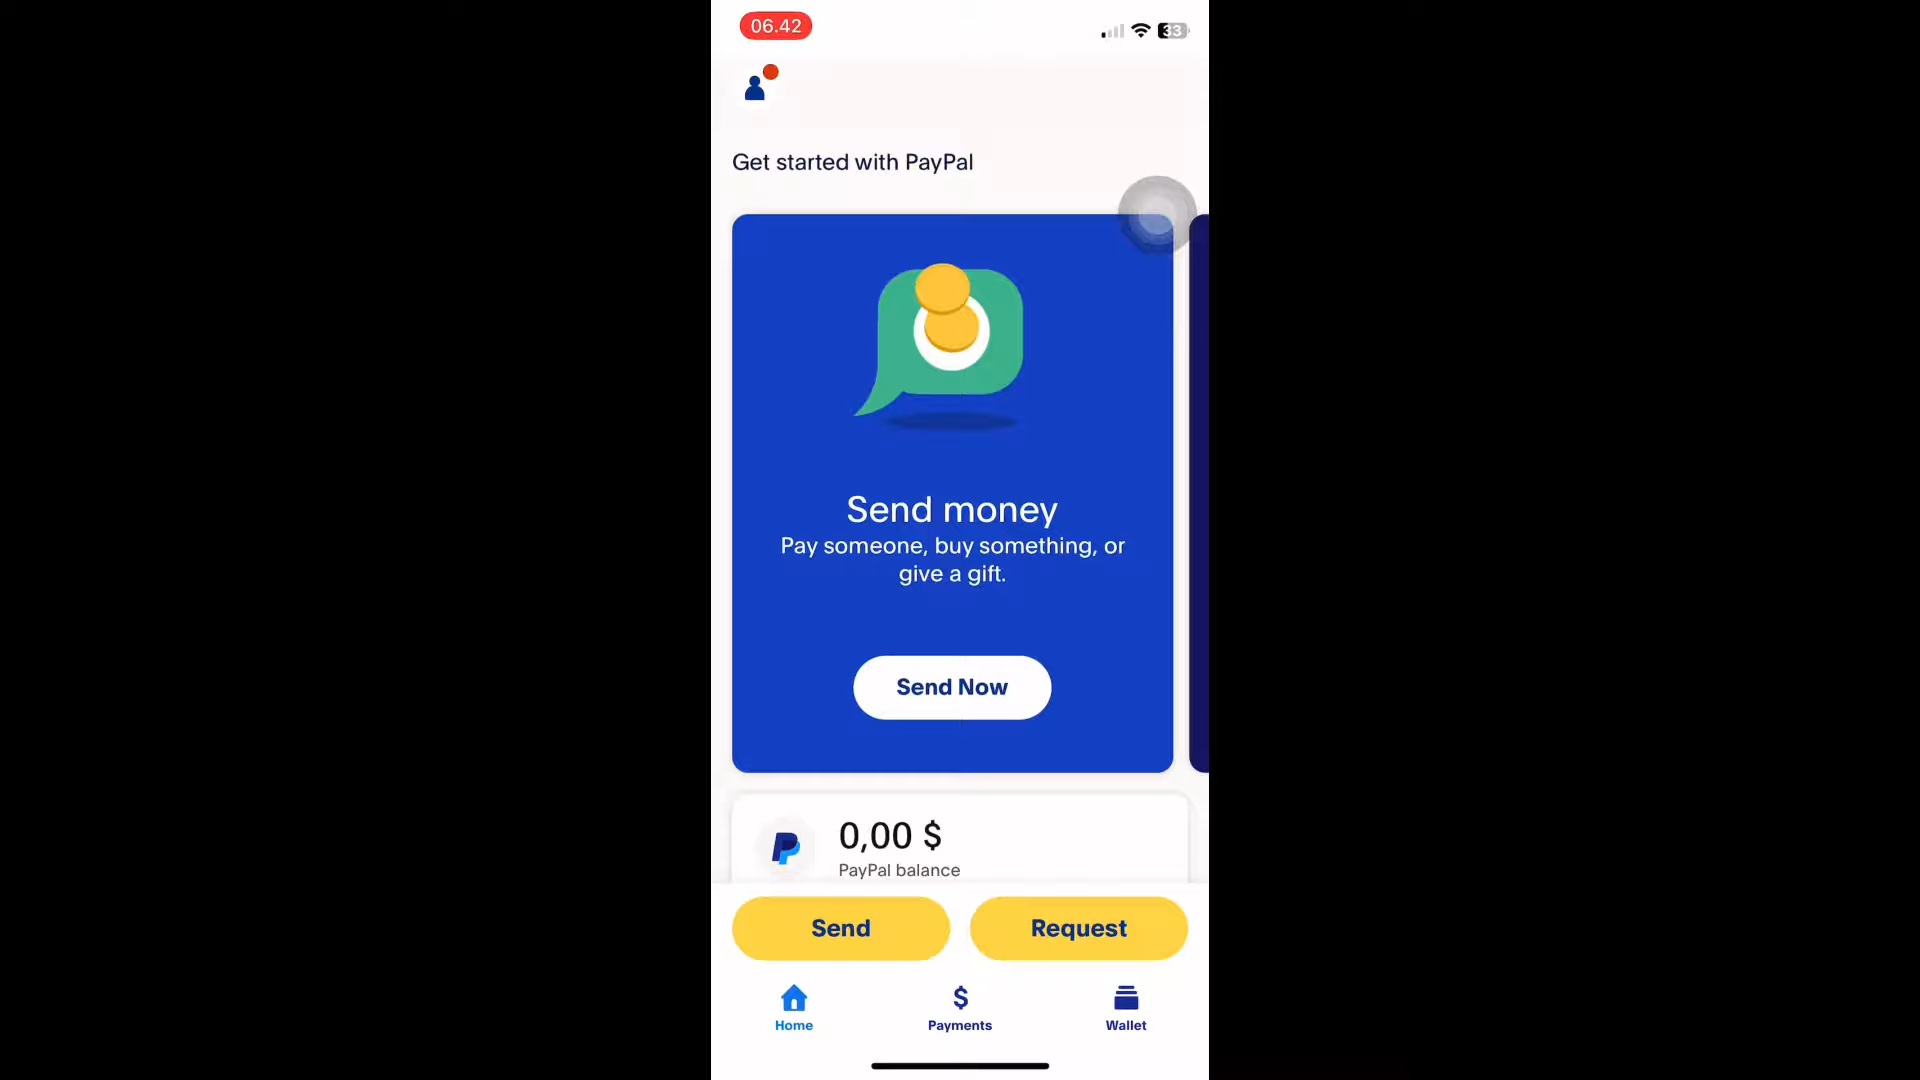 06.42
33
Get started with PayPal
Send money
Pay someone, buy something, or
give a gift.
Send Now
0,00 $
PayPal balance
Send
Request
Home
Payments
Wallet